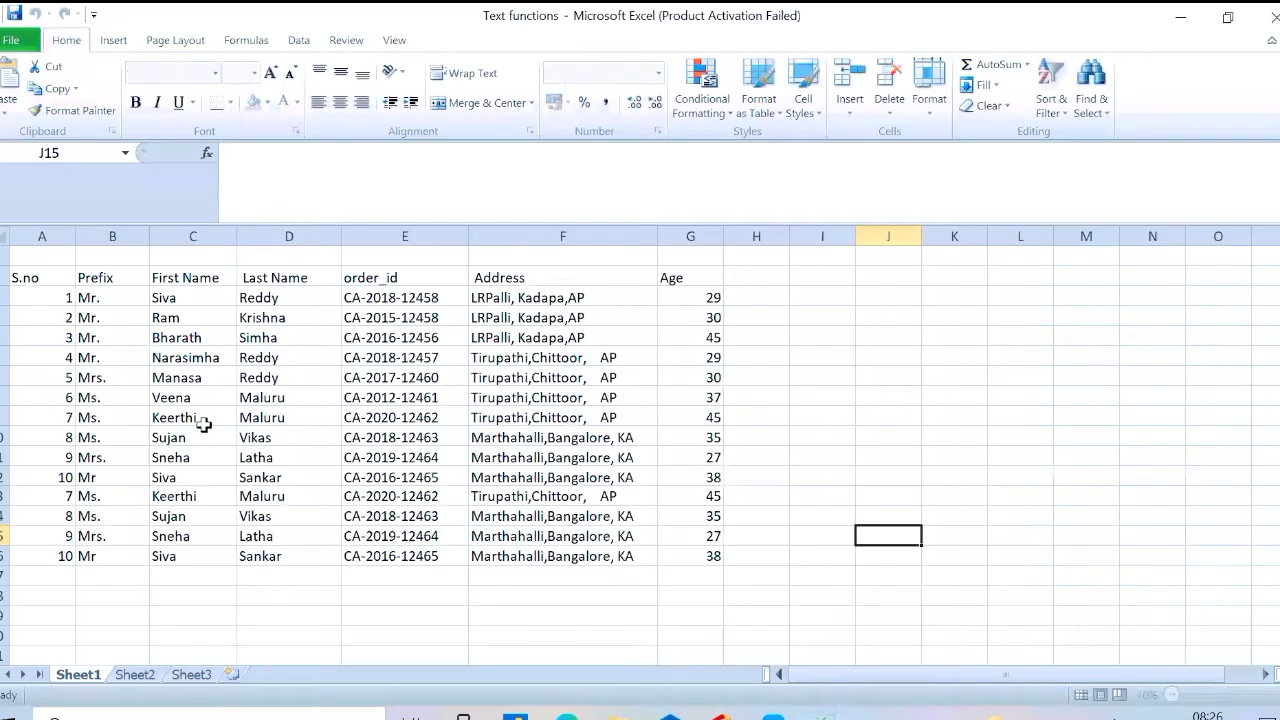 Text functions - Microsoft Excel (Product Activation Failed)
File Home Insert Page Layout Formulas Data Review View
Cut
Copy
Format Painter
Clipboard
B I U A A A
Font
Wrap Text
Merge & Center
Alignment
% ,
Number
Conditional Formatting
Format as Table
Cell Styles
Styles
Insert Delete Format
Cells
Σ AutoSum
Fill
Clear
Sort & Filter
Find & Select
Editing
J15 fx
A B C D E F G H I J K L M N O
S.no Prefix First Name Last Name order_id Address Age
1 Mr. Siva Reddy CA-2018-12458 LRPalli, Kadapa,AP 29
2 Mr. Ram Krishna CA-2015-12458 LRPalli, Kadapa,AP 30
3 Mr. Bharath Simha CA-2016-12456 LRPalli, Kadapa,AP 45
4 Mr. Narasimha Reddy CA-2018-12457 Tirupathi,Chittoor, AP 29
5 Mrs. Manasa Reddy CA-2017-12460 Tirupathi,Chittoor, AP 30
6 Ms. Veena Maluru CA-2012-12461 Tirupathi,Chittoor, AP 37
7 Ms. Keerthi Maluru CA-2020-12462 Tirupathi,Chittoor, AP 45
8 Ms. Sujan Vikas CA-2018-12463 Marthahalli,Bangalore, KA 35
9 Mrs. Sneha Latha CA-2019-12464 Marthahalli,Bangalore, KA 27
10 Mr Siva Sankar CA-2016-12465 Marthahalli,Bangalore, KA 38
7 Ms. Keerthi Maluru CA-2020-12462 Tirupathi,Chittoor, AP 45
8 Ms. Sujan Vikas CA-2018-12463 Marthahalli,Bangalore, KA 35
9 Mrs. Sneha Latha CA-2019-12464 Marthahalli,Bangalore, KA 27
10 Mr Siva Sankar CA-2016-12465 Marthahalli,Bangalore, KA 38
Sheet1 Sheet2 Sheet3
08:26